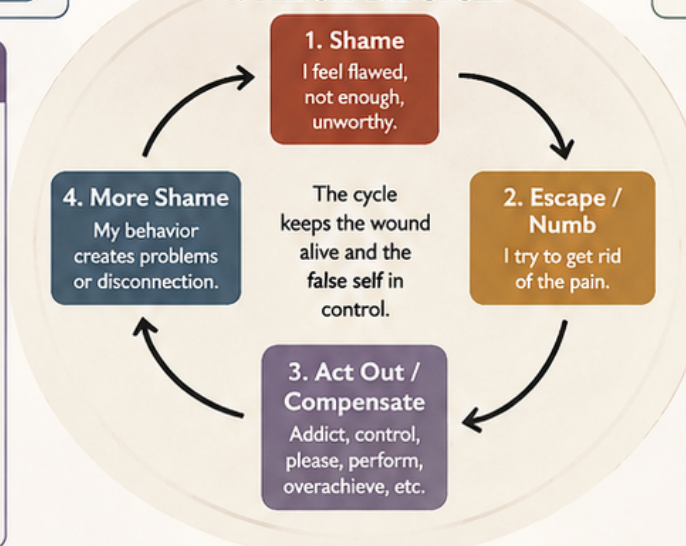 1. Shame
I feel flawed,
not enough,
unworthy.
2. Escape /
Numb
I try to get rid
of the pain.
3. Act Out /
Compensate
Addict, control,
please, perform,
overachieve, etc.
4. More Shame
My behavior
creates problems
or disconnection.
The cycle
keeps the wound
alive and the
false self in
control.